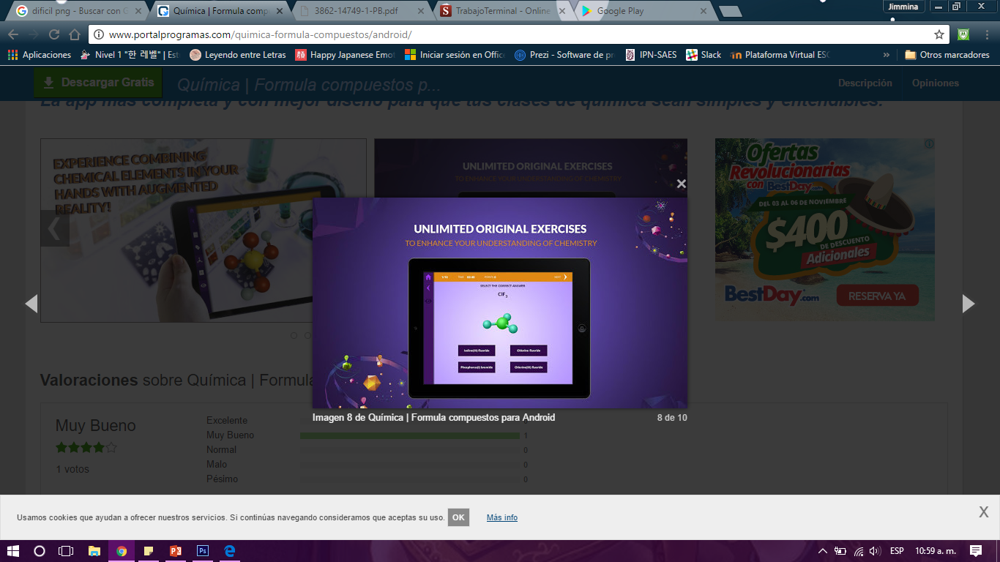 dificil png - Buscar con G
Química | Formula comp
3862-14749-1-PB.pdf
TrabajoTerminal - Online
Google Play
Jimmina
www.portalprogramas.com/quimica-formula-compuestos/android/
Aplicaciones
Nivel 1 "한 레벨" | Est
Leyendo entre Letras
Happy Japanese Emot
Iniciar sesión en Office
Prezi - Software de pr
IPN-SAES
Slack
Plataforma Virtual ESC
»
Otros marcadores
Descargar Gratis
Química | Formula compuestos p...
Descripción
Opiniones
La app más completa y con mejor diseño para que tus clases de química sean simples y entendibles.
EXPERIENCE COMBINING
CHEMICAL ELEMENTS IN YOUR
HANDS WITH AUGMENTED
REALITY!
UNLIMITED ORIGINAL EXERCISES
TO ENHANCE YOUR UNDERSTANDING OF CHEMISTRY
Ofertas
Revolucionarias
con BestDay.com
DEL 03 AL 06 DE NOVIEMBRE
$400
DE DESCUENTO
Adicionales
BestDay.com
RESERVA YA
UNLIMITED ORIGINAL EXERCISES
TO ENHANCE YOUR UNDERSTANDING OF CHEMISTRY
1/10
SELECT THE CORRECT ANSWER
ClF3
Iodine(III) fluoride
Chlorine fluoride
Phosphorus(I) bromide
Chlorine(III) fluoride
Imagen 8 de Química | Formula compuestos para Android
8 de 10
Valoraciones sobre Química | Formula
Muy Bueno
1 votos
Excelente
Muy Bueno 1
Normal 0
Malo 0
Pésimo 0
Usamos cookies que ayudan a ofrecer nuestros servicios. Si continúas navegando consideramos que aceptas su uso. OK Más info
X
ESP
10:59 a. m.